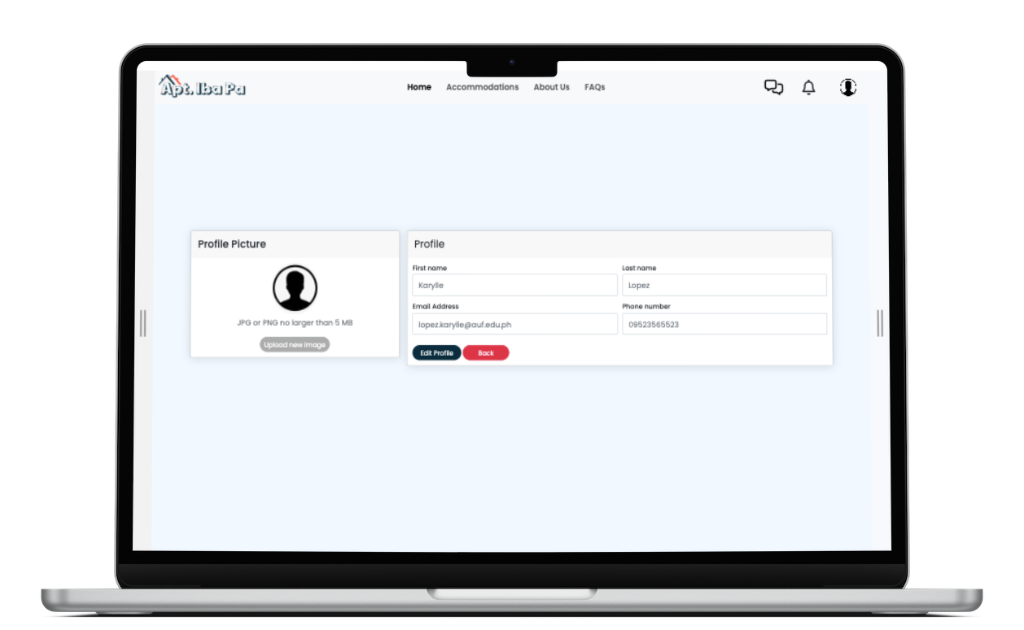 Apt. Iba Pa
Home Accommodations About Us FAQs
Profile Picture
JPG or PNG no larger than 5 MB
Upload new image
Profile
First name
Karylle
Last name
Lopez
Email Address
lopez.karylle@auf.edu.ph
Phone number
09523565523
Edit Profile
Back